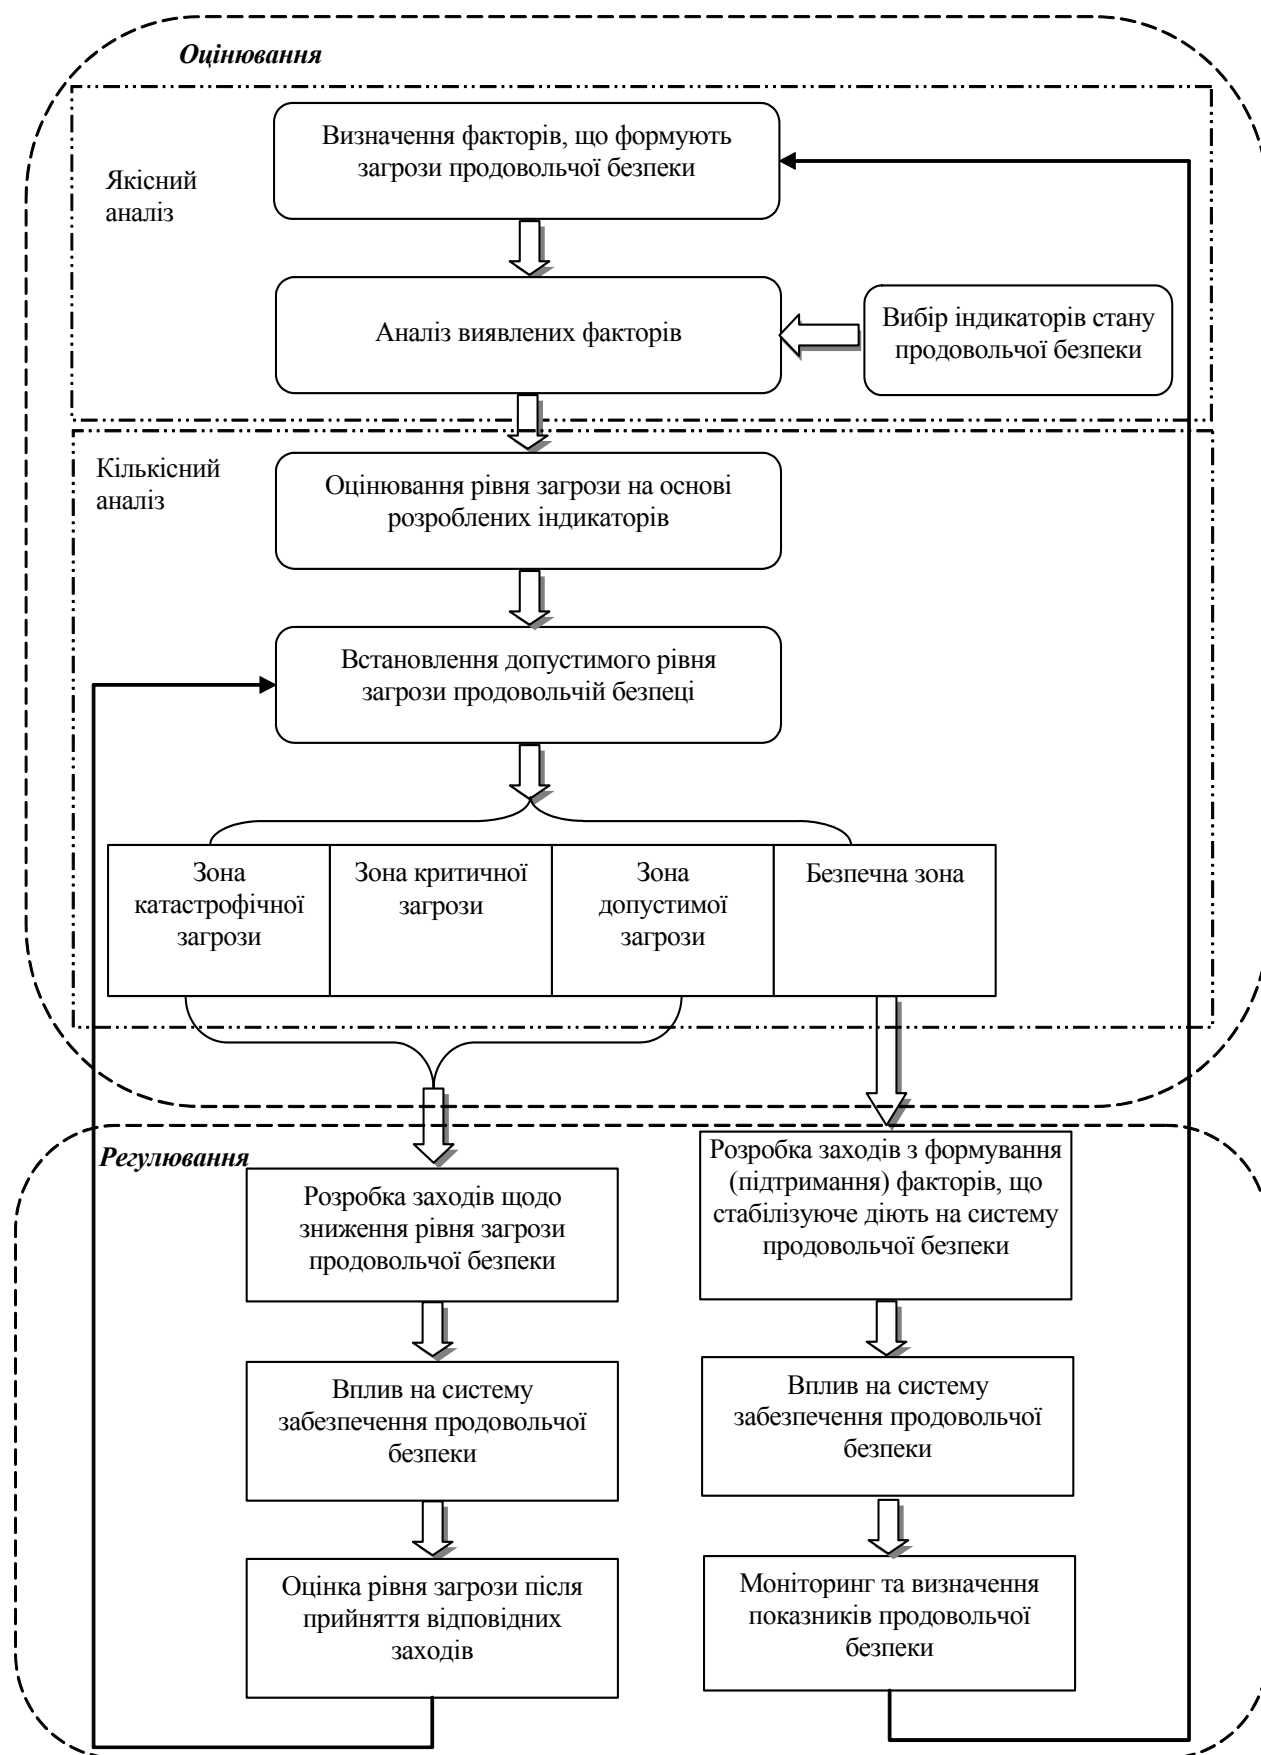 Оцінювання
Визначення факторів, що формують
загрози продовольчої безпеки
Якісний
аналіз
Аналіз виявлених факторів
Вибір індикаторів стану
продовольчої безпеки
Кількісний
аналіз
Оцінювання рівня загрози на основі
розроблених індикаторів
Встановлення допустимого рівня
загрози продовольчій безпеці
Зона
катастрофічної
загрози
Зона критичної
загрози
Зона
допустимої
загрози
Безпечна зона
Регулювання
Розробка заходів щодо
зниження рівня загрози
продовольчої безпеки
Розробка заходів з формування
(підтримання) факторів, що
стабілізуюче діють на систему
продовольчої безпеки
Вплив на систему
забезпечення продовольчої
безпеки
Вплив на систему
забезпечення продовольчої
безпеки
Оцінка рівня загрози після
прийняття відповідних
заходів
Моніторинг та визначення
показників продовольчої
безпеки